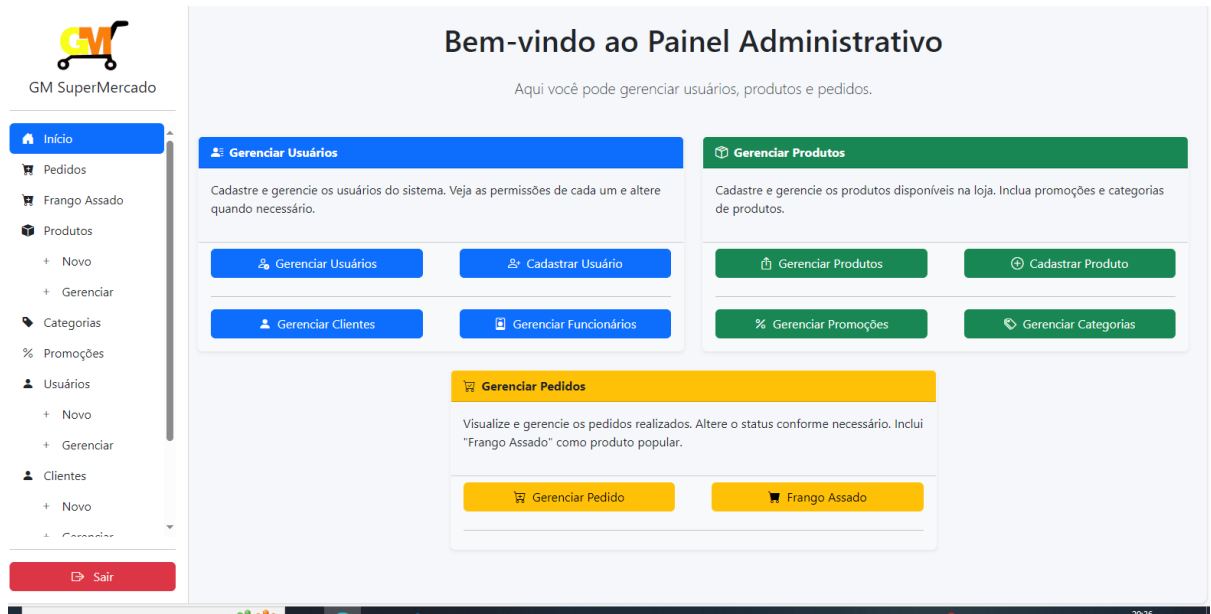 GM
GM SuperMercado
Início
Pedidos
Frango Assado
Produtos
+ Novo
+ Gerenciar
Categorias
% Promoções
Usuários
+ Novo
+ Gerenciar
Clientes
+ Novo
+ Gerenciar
Sair
Bem-vindo ao Painel Administrativo
Aqui você pode gerenciar usuários, produtos e pedidos.
Gerenciar Usuários
Cadastre e gerencie os usuários do sistema. Veja as permissões de cada um e altere
quando necessário.
Gerenciar Usuários
Cadastrar Usuário
Gerenciar Clientes
Gerenciar Funcionários
Gerenciar Produtos
Cadastre e gerencie os produtos disponíveis na loja. Inclua promoções e categorias
de produtos.
Gerenciar Produtos
Cadastrar Produto
% Gerenciar Promoções
Gerenciar Categorias
Gerenciar Pedidos
Visualize e gerencie os pedidos realizados. Altere o status conforme necessário. Inclui
"Frango Assado" como produto popular.
Gerenciar Pedido
Frango Assado